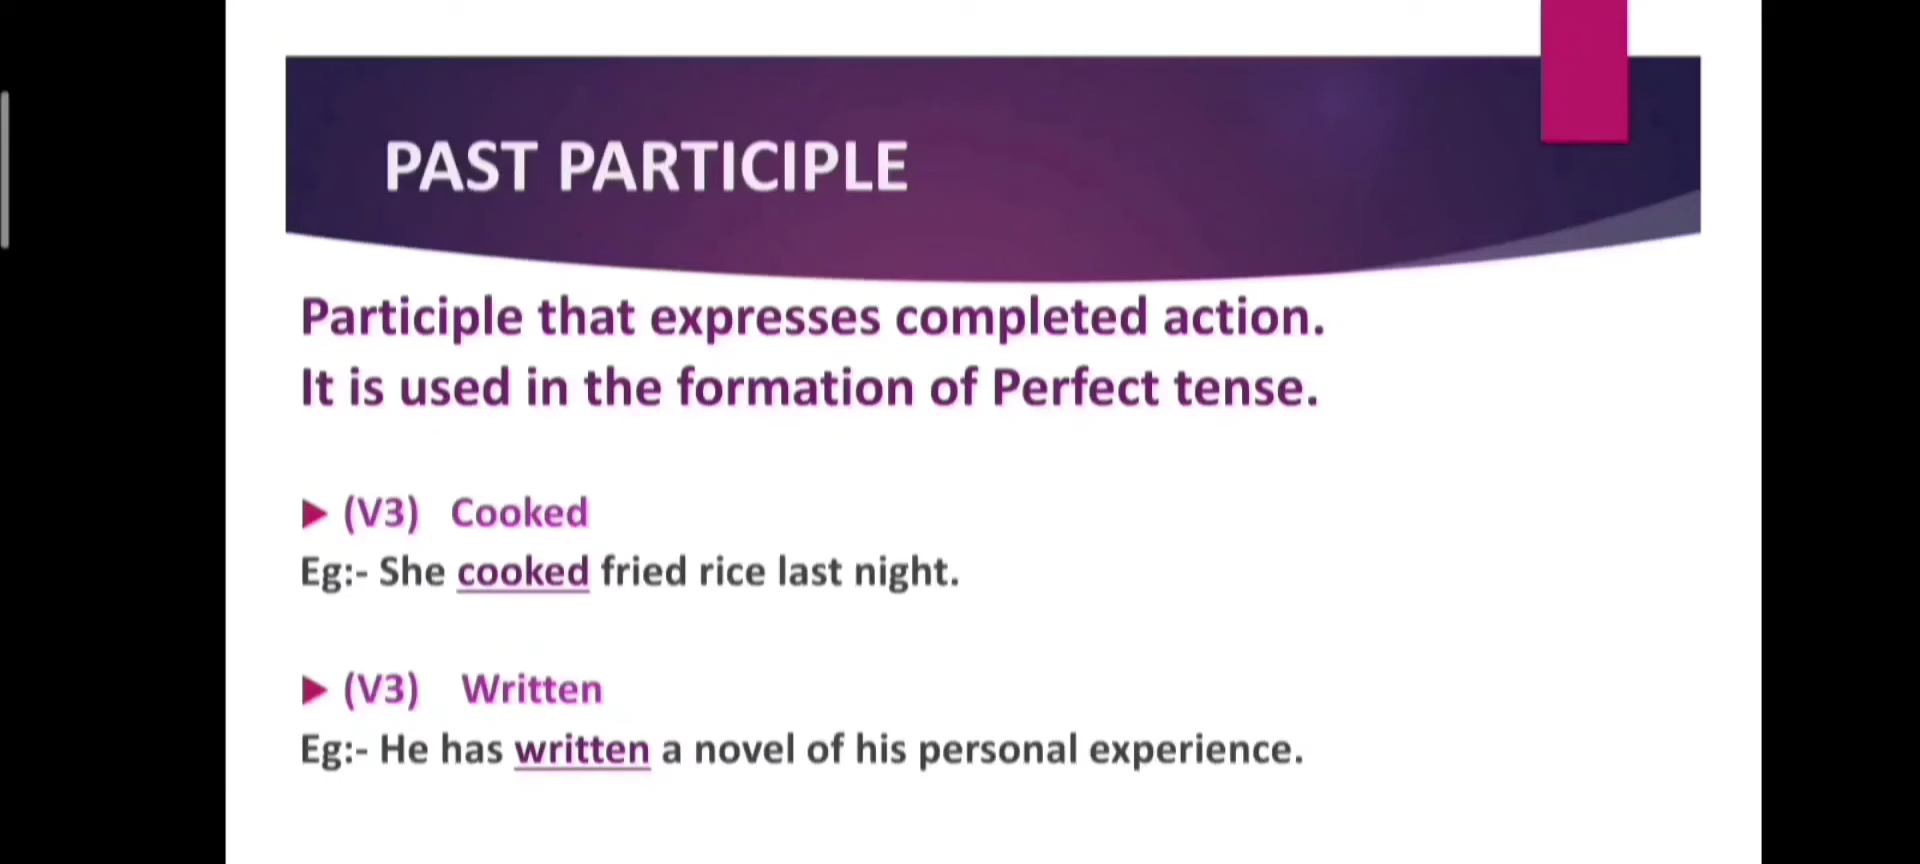 PAST PARTICIPLE
Participle that expresses completed action.
It is used in the formation of Perfect tense.
(V3) Cooked
Eg:- She cooked fried rice last night.
(V3) Written
Eg:- He has written a novel of his personal experience.